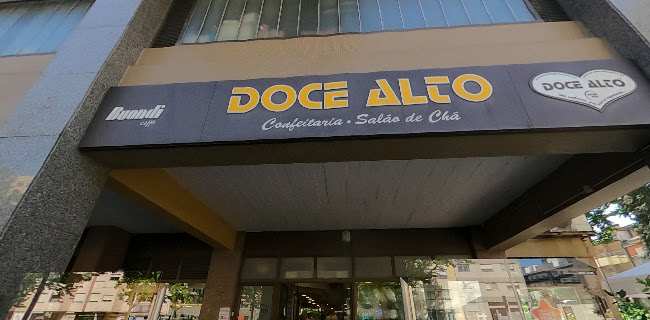 Buondi
caffè
DOCE ALTO
Confeitaria • Salão de Chá
DOCE ALTO